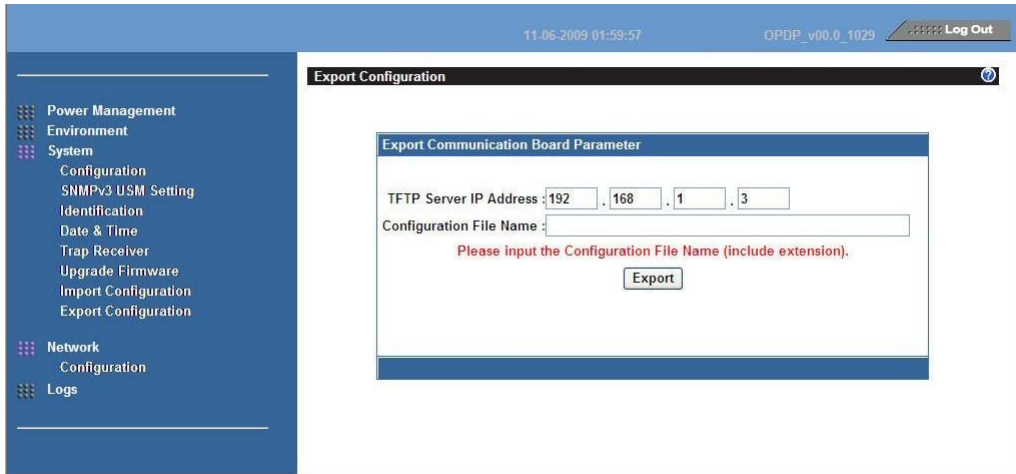 11-06-2009 01:59:57
OPDP_v00.0_1029
Log Out
Power Management
Environment
System
Configuration
SNMPv3 USM Setting
Identification
Date & Time
Trap Receiver
Upgrade Firmware
Import Configuration
Export Configuration
Network
Configuration
Logs
Export Configuration ?
Export Communication Board Parameter
TFTP Server IP Address : 192 . 168 . 1 . 3
Configuration File Name :
Please input the Configuration File Name (include extension).
Export